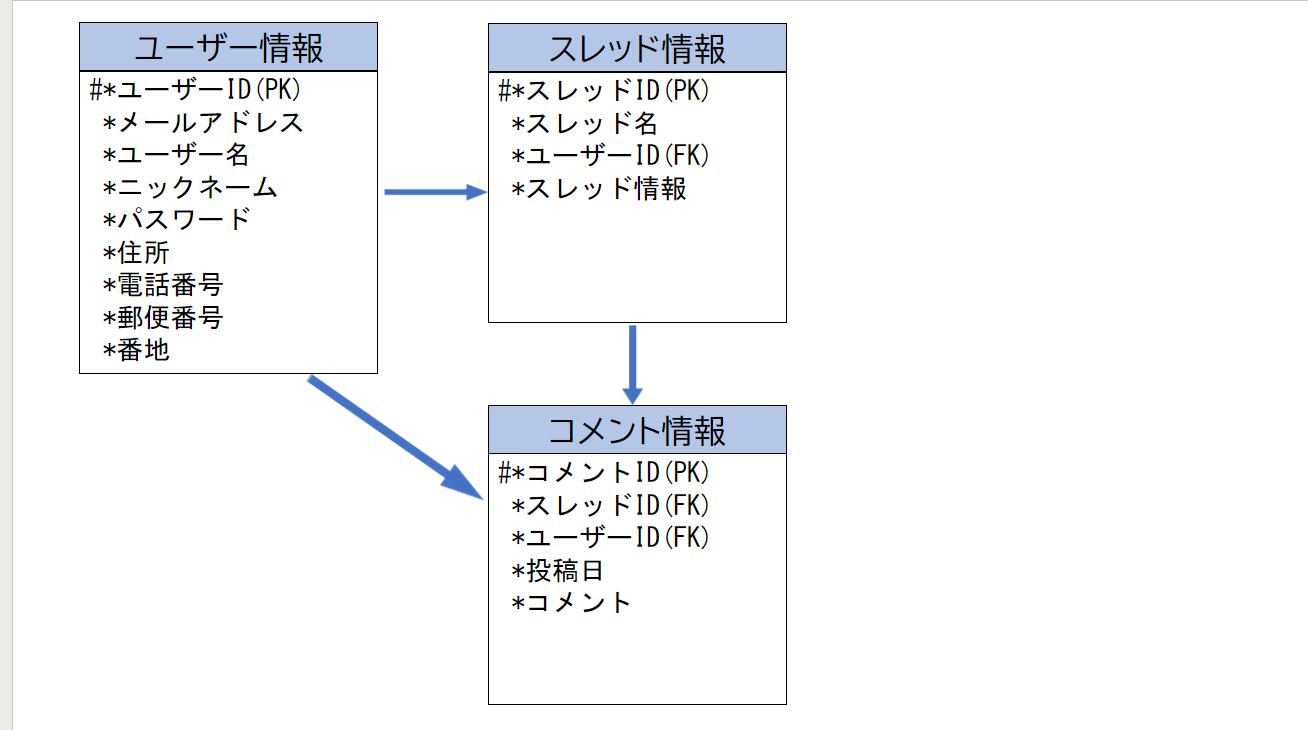 ユーザー情報
#*ユーザーID(PK)
*メールアドレス
*ユーザー名
*ニックネーム
*パスワード
*住所
*電話番号
*郵便番号
*番地
スレッド情報
#*スレッドID(PK)
*スレッド名
*ユーザーID(FK)
*スレッド情報
コメント情報
#*コメントID(PK)
*スレッドID(FK)
*ユーザーID(FK)
*投稿日
*コメント